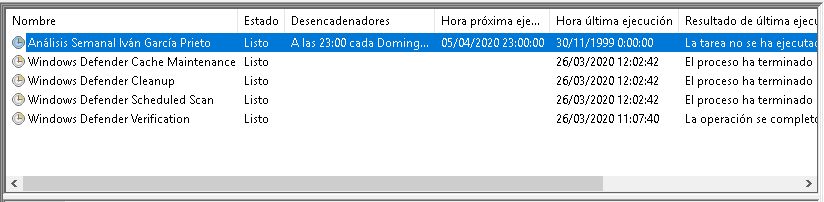 Nombre Estado Desencadenadores Hora próxima eje... Hora última ejecución Resultado de última
Análisis Semanal Iván García Prieto Listo A las 23:00 cada Doming... 05/04/2020 23:00:00 30/11/1999 0:00:00 La tarea no se ha
Windows Defender Cache Maintenance Listo 26/03/2020 12:02:42 El proceso ha terminado
Windows Defender Cleanup Listo 26/03/2020 12:02:42 El proceso ha terminado
Windows Defender Scheduled Scan Listo 26/03/2020 12:02:42 El proceso ha terminado
Windows Defender Verification Listo 26/03/2020 11:07:40 La operación se